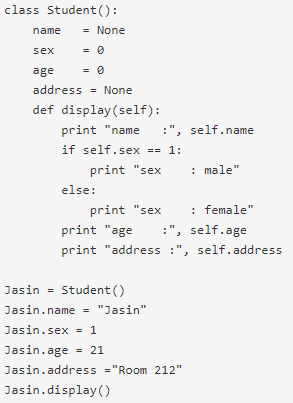 class Student():
    name   = None
    sex    = 0
    age    = 0
    address = None
    def display(self):
        print "name   :", self.name
        if self.sex == 1:
            print "sex    : male"
        else:
            print "sex    : female"
        print "age    :", self.age
        print "address :", self.address

Jasin = Student()
Jasin.name = "Jasin"
Jasin.sex = 1
Jasin.age = 21
Jasin.address ="Room 212"
Jasin.display()